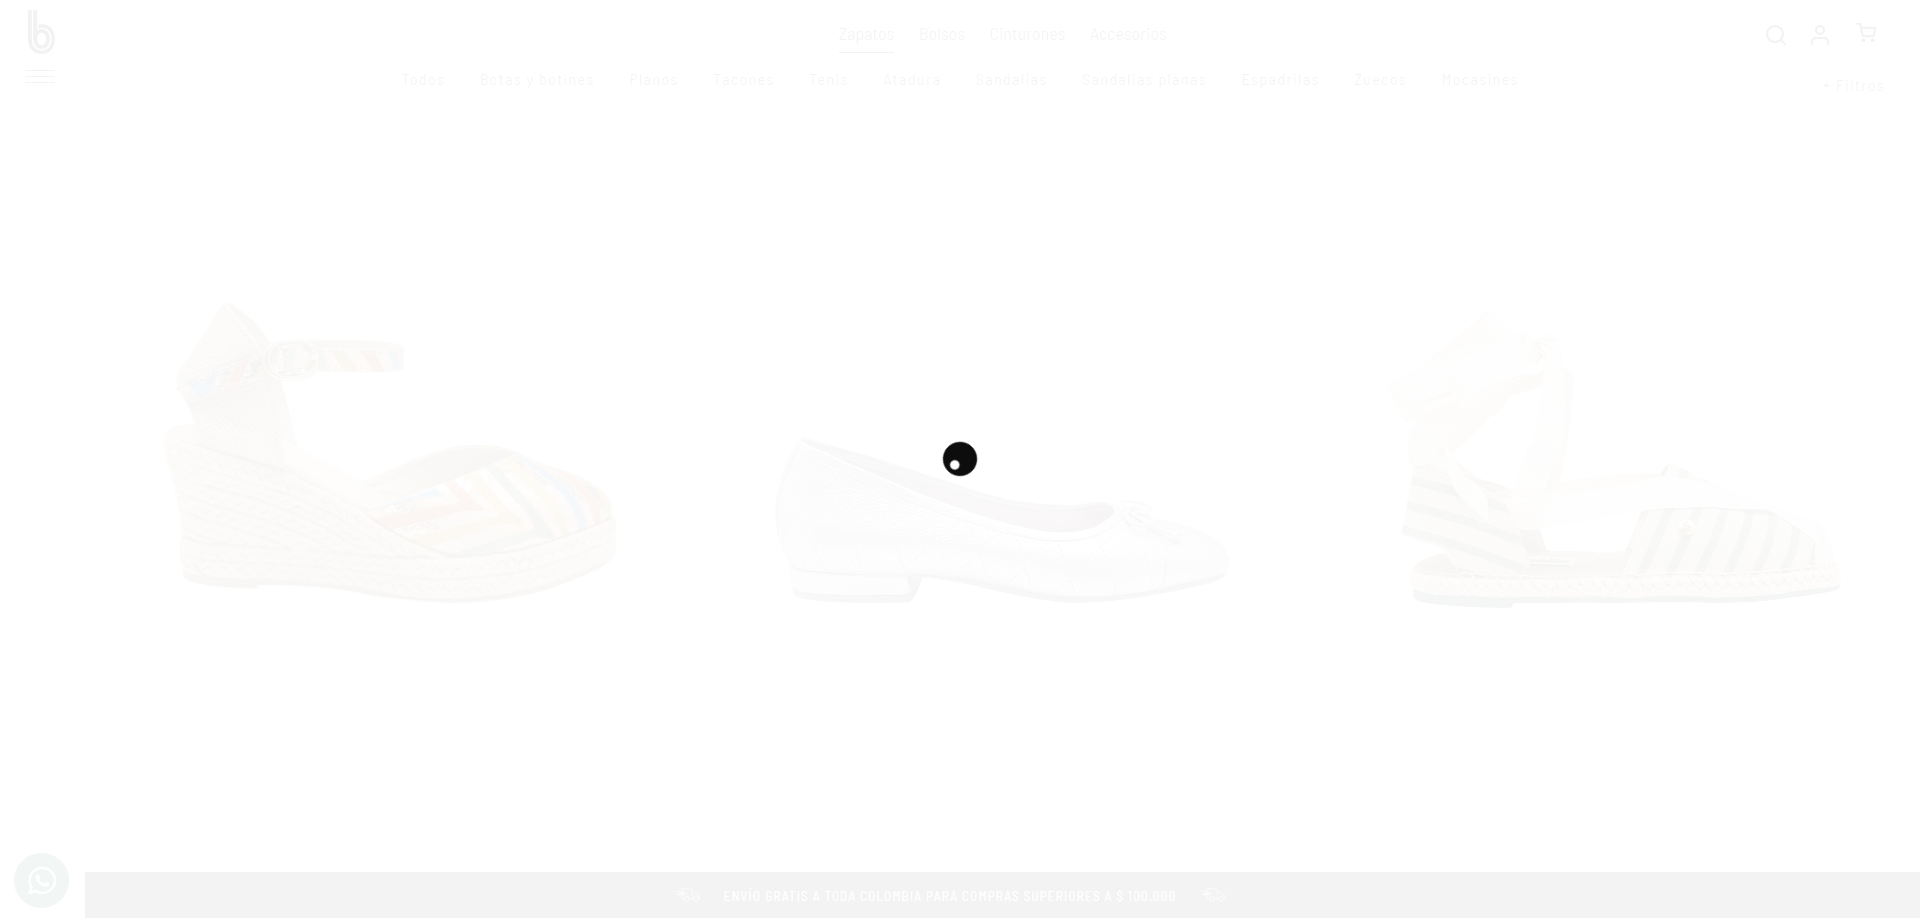 b
Zapatos Bolsos Cinturones Accesorios
Todos Botas y botines Planos Tacones Tenis Atadura Sandalias Sandalias planas Espadrilas Zuecos Mocasines
+ Filtros
ENVÍO GRATIS A TODA COLOMBIA PARA COMPRAS SUPERIORES A $ 100.000